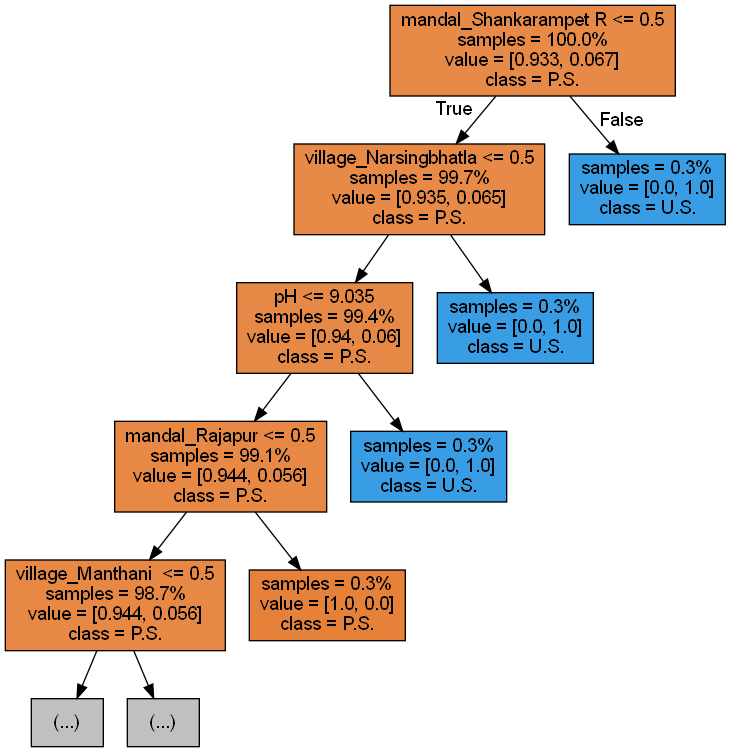 mandal_Shankarampet R <= 0.5
samples = 100.0%
value = [0.933, 0.067]
class = P.S.
True
False
village_Narsingbhatla <= 0.5
samples = 99.7%
value = [0.935, 0.065]
class = P.S.
samples = 0.3%
value = [0.0, 1.0]
class = U.S.
pH <= 9.035
samples = 99.4%
value = [0.94, 0.06]
class = P.S.
samples = 0.3%
value = [0.0, 1.0]
class = U.S.
mandal_Rajapur <= 0.5
samples = 99.1%
value = [0.944, 0.056]
class = P.S.
samples = 0.3%
value = [0.0, 1.0]
class = U.S.
village_Manthani  <= 0.5
samples = 98.7%
value = [0.944, 0.056]
class = P.S.
samples = 0.3%
value = [1.0, 0.0]
class = P.S.
(...)
(...)